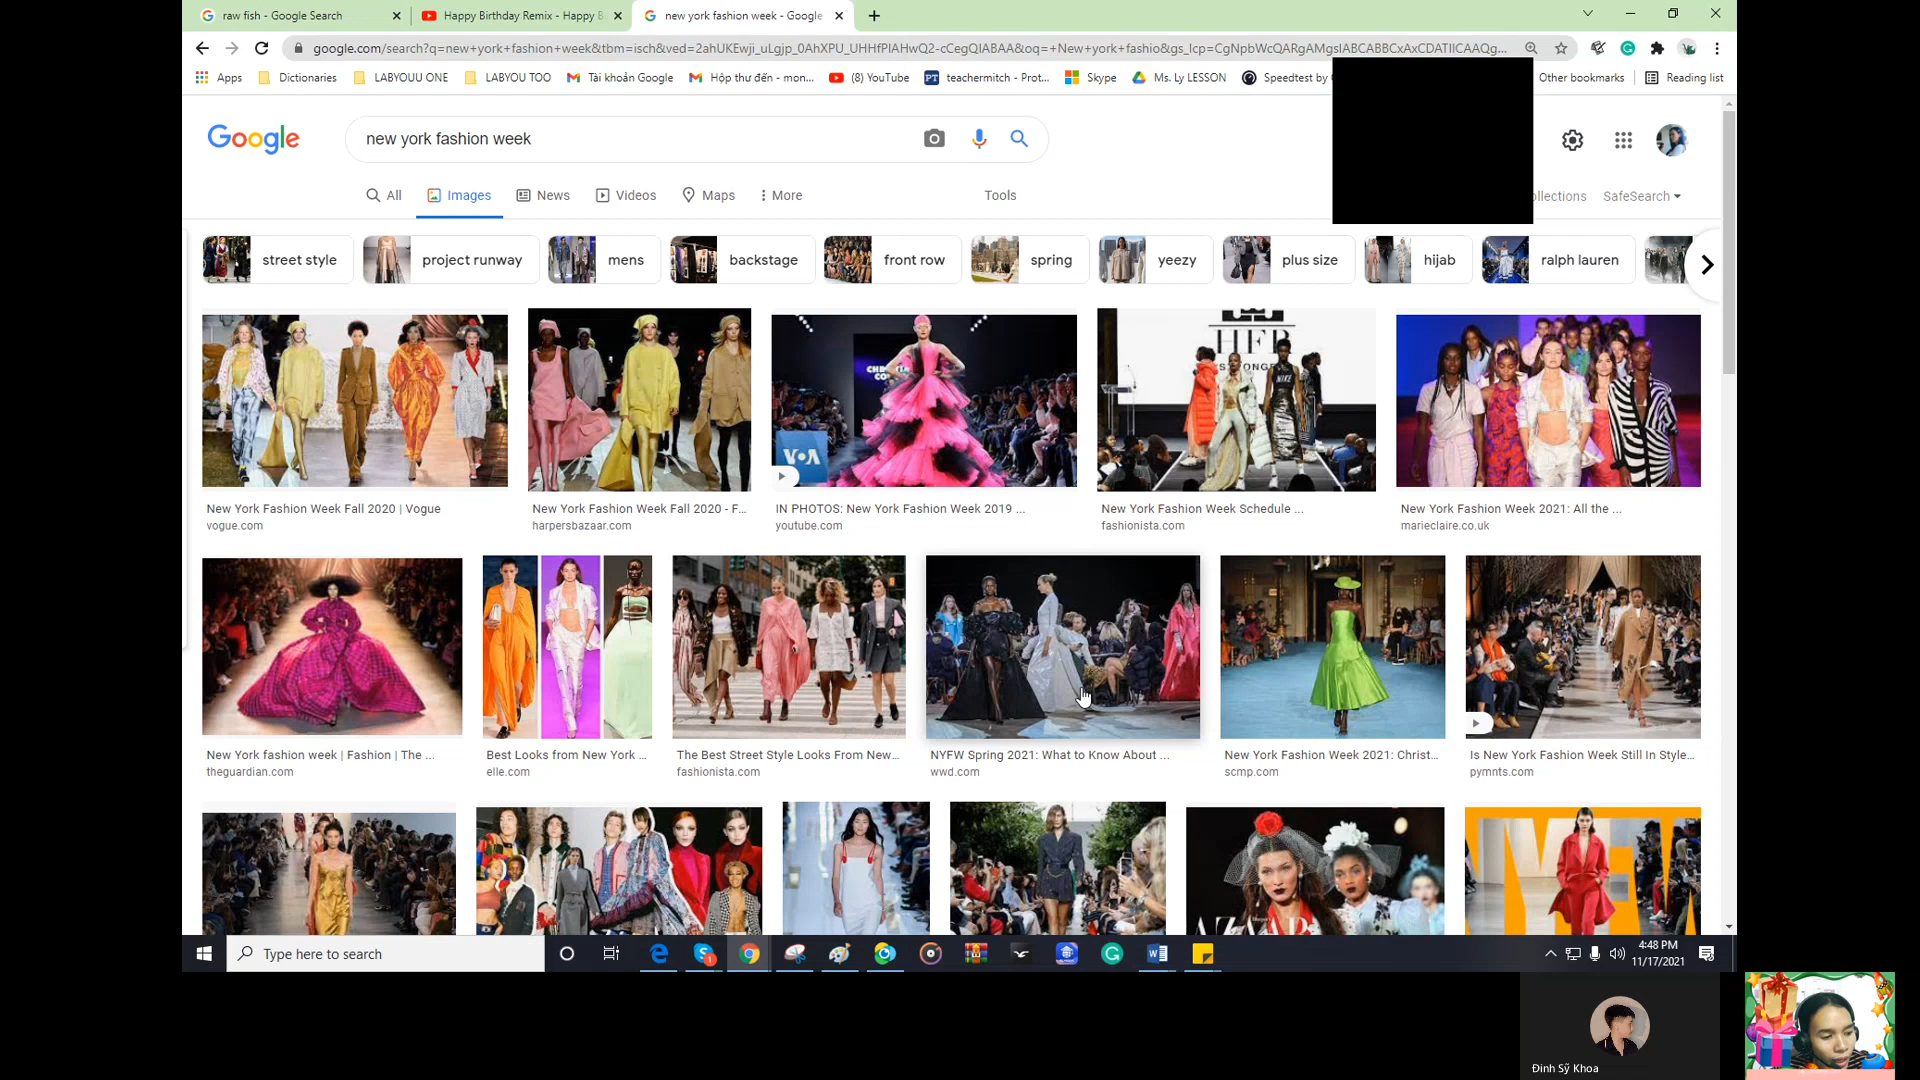 raw fish - Google Search
Happy Birthday Remix - Happy B
new york fashion week - Google
google.com/search?q=new+york+fashion+week&tbm=isch&ved=2ahUKEwji_uLgjp_0AhXPU_UHHfPIAHwQ2-cCegQIABAA&oq=+New+york+fashio&gs_lcp=CgNpbWcQARgAMgsIABCABBCxAxCDATIICAAQg...
Apps
Dictionaries
LABYOUU ONE
LABYOU TOO
Tài khoản Google
Hộp thư đến - mon...
(8) YouTube
PT teachermitch - Prot...
Skype
Ms. Ly LESSON
Speedtest by
Other bookmarks
Reading list
Google
new york fashion week
All
Images
News
Videos
Maps
More
Tools
ollections
SafeSearch
street style
project runway
mens
backstage
front row
spring
yeezy
plus size
hijab
ralph lauren
VOA
HFR
New York Fashion Week Fall 2020 | Vogue
vogue.com
New York Fashion Week Fall 2020 - F...
harpersbazaar.com
IN PHOTOS: New York Fashion Week 2019 ...
youtube.com
New York Fashion Week Schedule ...
fashionista.com
New York Fashion Week 2021: All the ...
marieclaire.co.uk
New York fashion week | Fashion | The ...
theguardian.com
Best Looks from New York ...
elle.com
The Best Street Style Looks From New...
fashionista.com
NYFW Spring 2021: What to Know About ...
wwd.com
New York Fashion Week 2021: Christ...
scmp.com
Is New York Fashion Week Still In Style...
pymnts.com
Type here to search
4:48 PM
11/17/2021
Đinh Sỹ Khoa